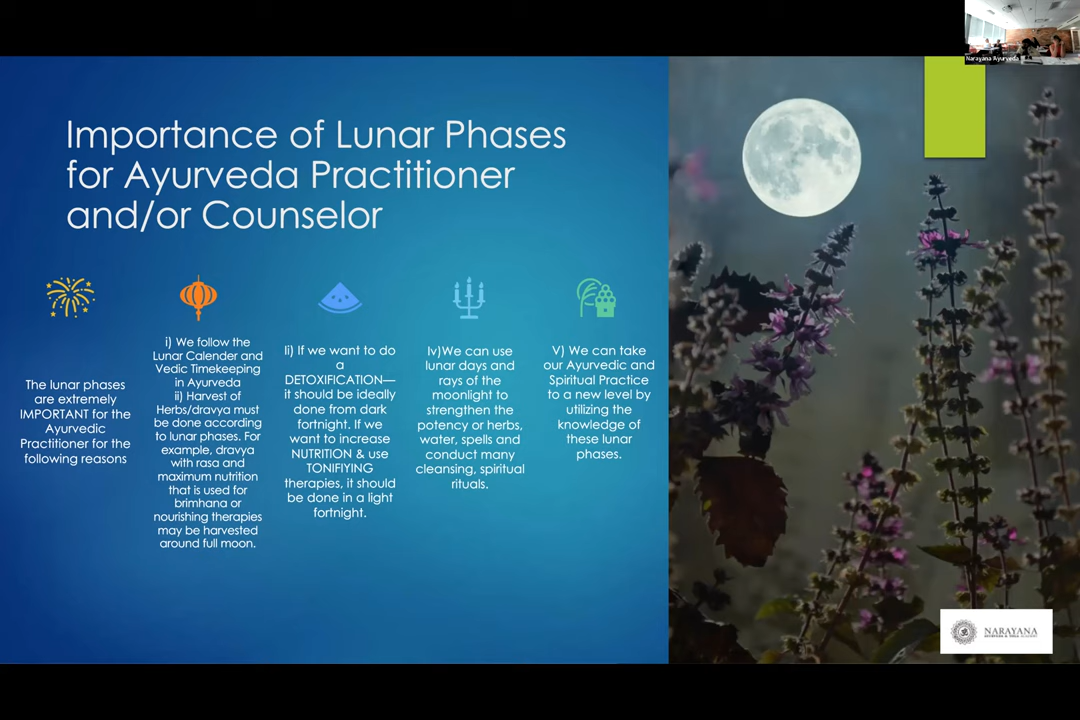 Narayana Ayurveda
Importance of Lunar Phases
for Ayurveda Practitioner
and/or Counselor
The lunar phases
are extremely
IMPORTANT for the
Ayurvedic
Practitioner for the
following reasons
i) We follow the
Lunar Calender and
Vedic Timekeeping
in Ayurveda
ii) Harvest of
Herbs/dravya must
be done according
to lunar phases. For
example, dravya
with rasa and
maximum nutrition
that is used for
brimhana or
nourishing therapies
may be harvested
around full moon.
Ii) If we want to do
a
DETOXIFICATION—
it should be ideally
done from dark
fortnight. If we
want to increase
NUTRITION & use
TONIFIYING
therapies, it should
be done in a light
fortnight.
Iv)We can use
lunar days and
rays of the
moonlight to
strengthen the
potency or herbs,
water, spells and
conduct many
cleansing, spiritual
rituals.
V) We can take
our Ayurvedic and
Spiritual Practice
to a new level by
utilizing the
knowledge of
these lunar
phases.
NARAYANA
AYURVEDA & YOGA ACADEMY